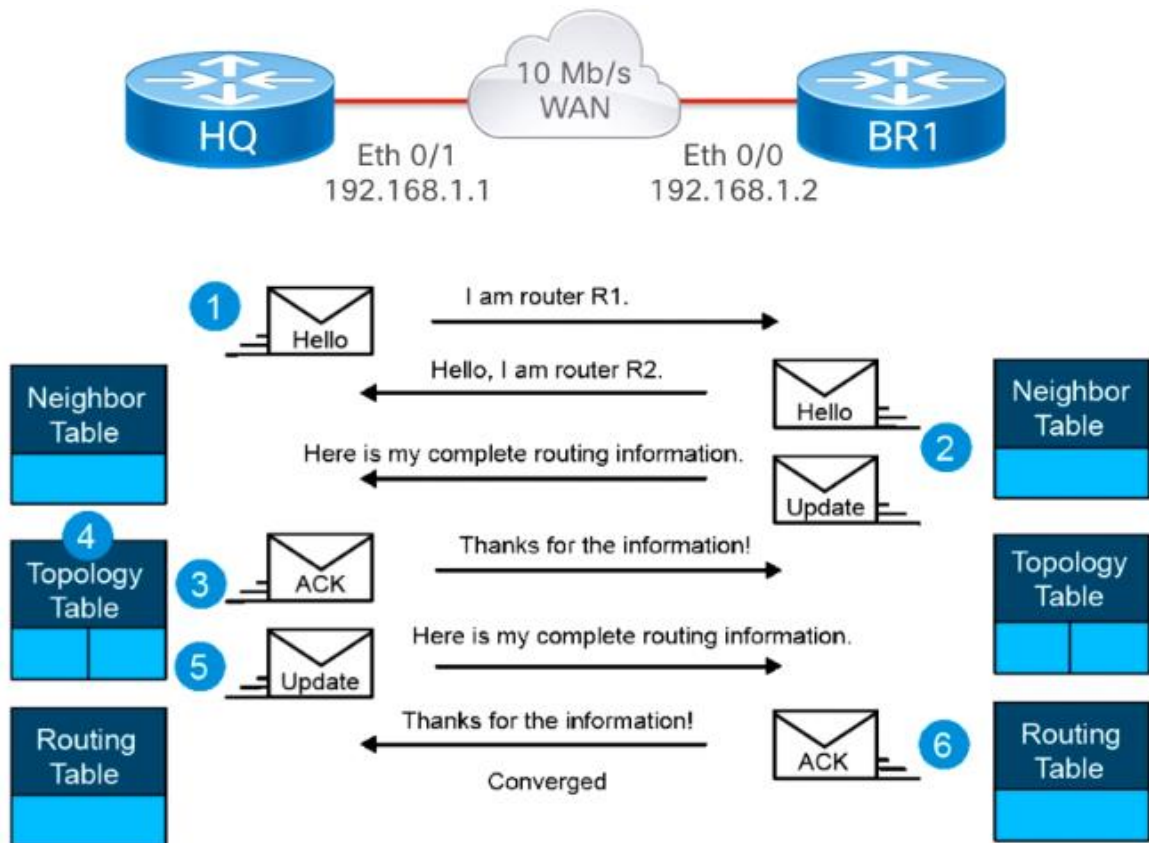 10 Mb/s
WAN
HQ
BR1
Eth 0/1
192.168.1.1
Eth 0/0
192.168.1.2
1
Hello
I am router R1.
Hello, I am router R2.
Hello
2
Neighbor
Table
Neighbor
Table
Here is my complete routing information.
Update
4
Topology
Table
3
ACK
Thanks for the information!
Topology
Table
5
Update
Here is my complete routing information.
Routing
Table
Thanks for the information!
ACK
6
Converged
Routing
Table